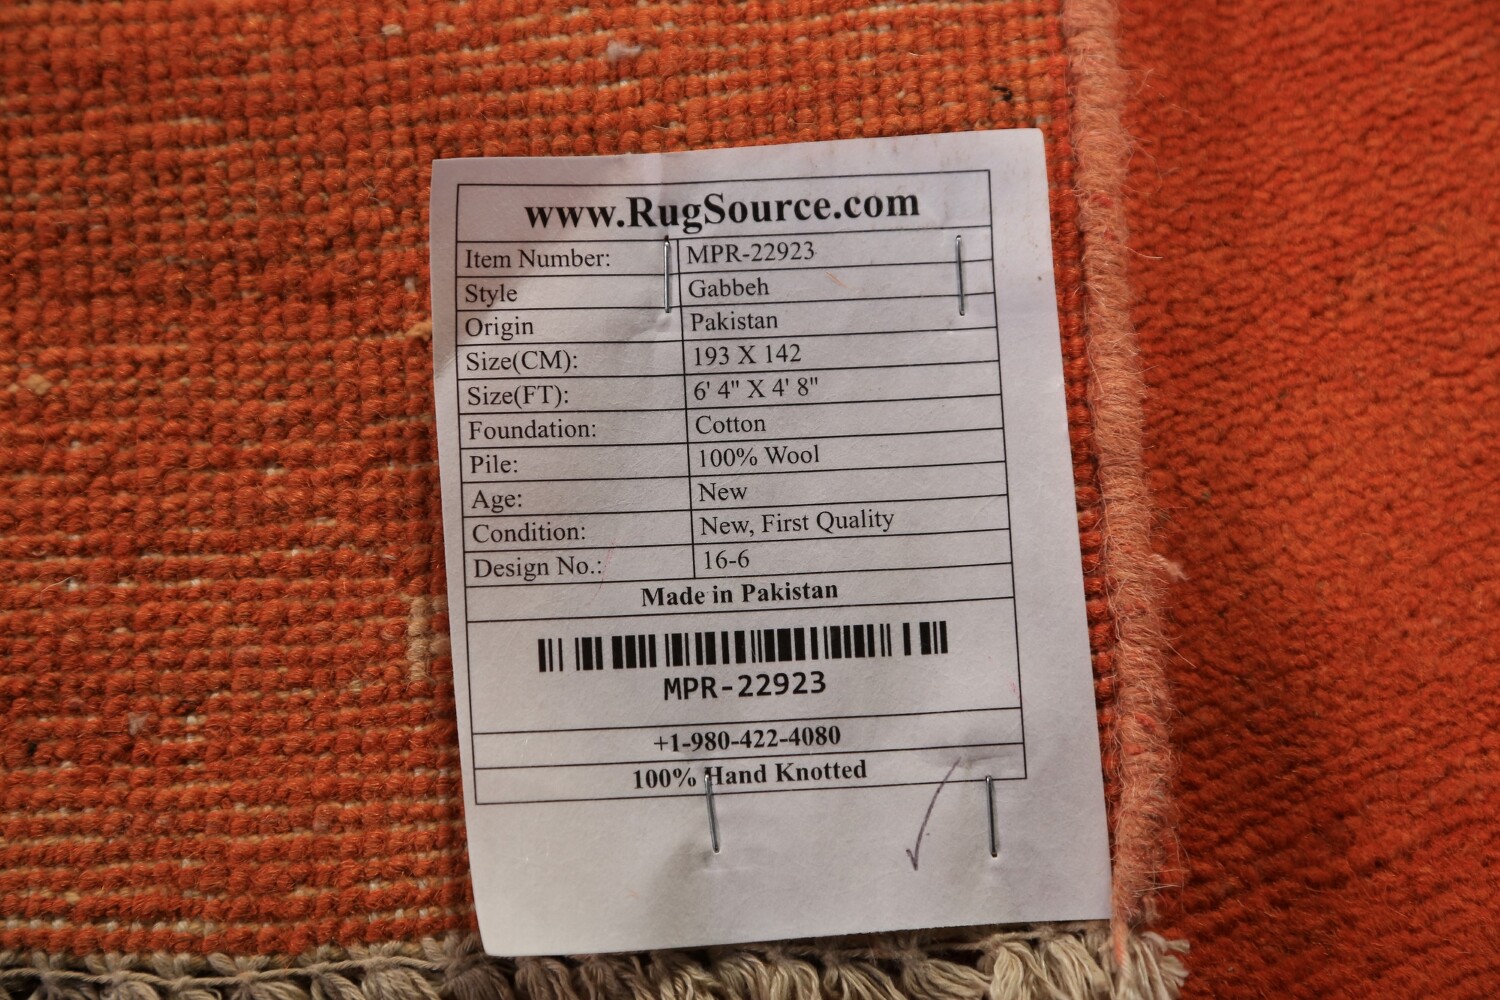 www.RugSource.com
Item Number: MPR-22923
Style Gabbeh
Origin Pakistan
Size(CM): 193 X 142
Size(FT): 6' 4" X 4' 8"
Foundation: Cotton
Pile: 100% Wool
Age: New
Condition: New, First Quality
Design No.: 16-6
Made in Pakistan
MPR-22923
+1-980-422-4080
100% Hand Knotted